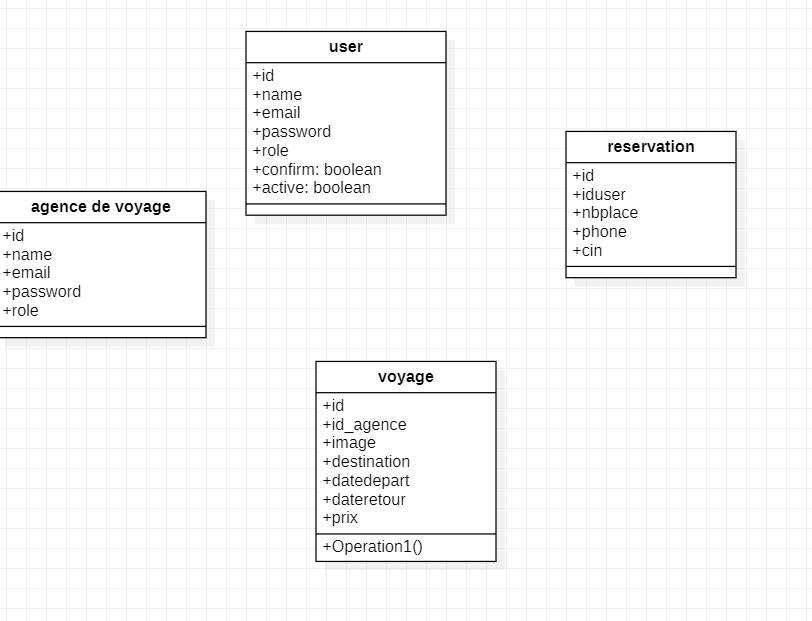 user
+id
+name
+email
+password
+role
+confirm: boolean
+active: boolean
reservation
+id
+iduser
+nbplace
+phone
+cin
agence de voyage
+id
+name
+email
+password
+role
voyage
+id
+id_agence
+image
+destination
+datedepart
+dateretour
+prix
+Operation1()